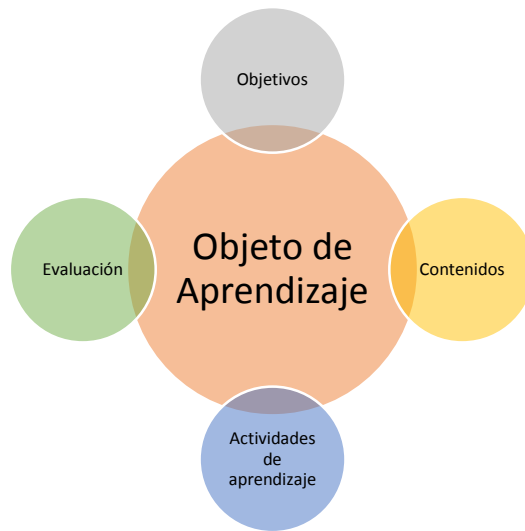 Objetivos
Evaluación
Objeto de
Aprendizaje
Contenidos
Actividades
de
aprendizaje